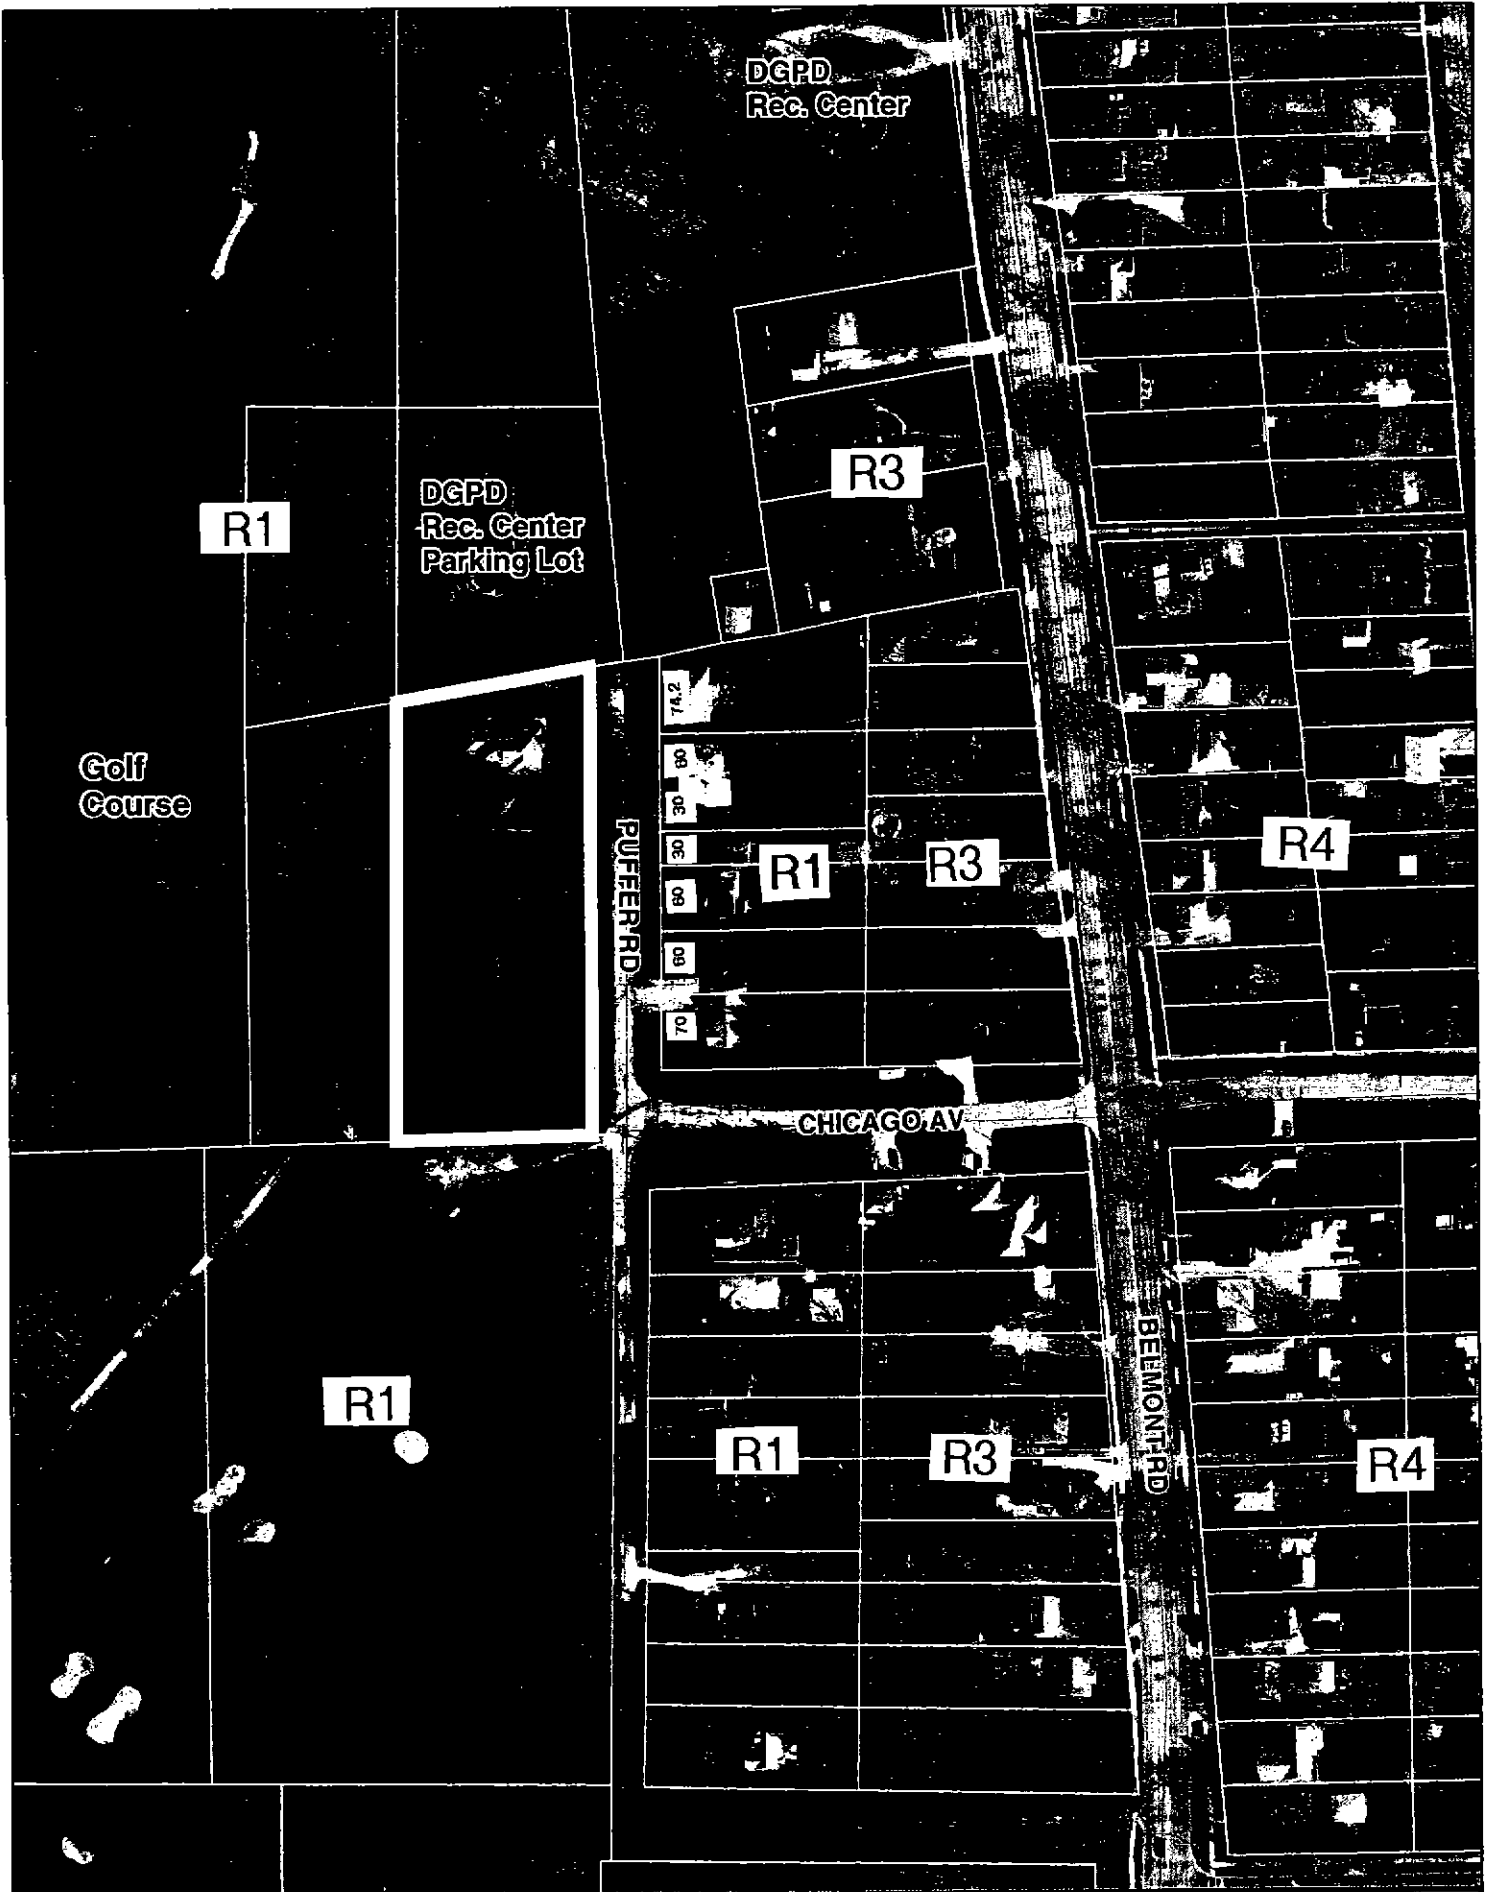 DGPD
Rec. Center
R3
R1
DGPD
Rec. Center
Parking Lot
74.2
Golf
Course
60
30
PUFFER RD
30
R1
R3
R4
60
60
70
CHICAGO AV
BELMONT RD
R1
R1
R3
R4